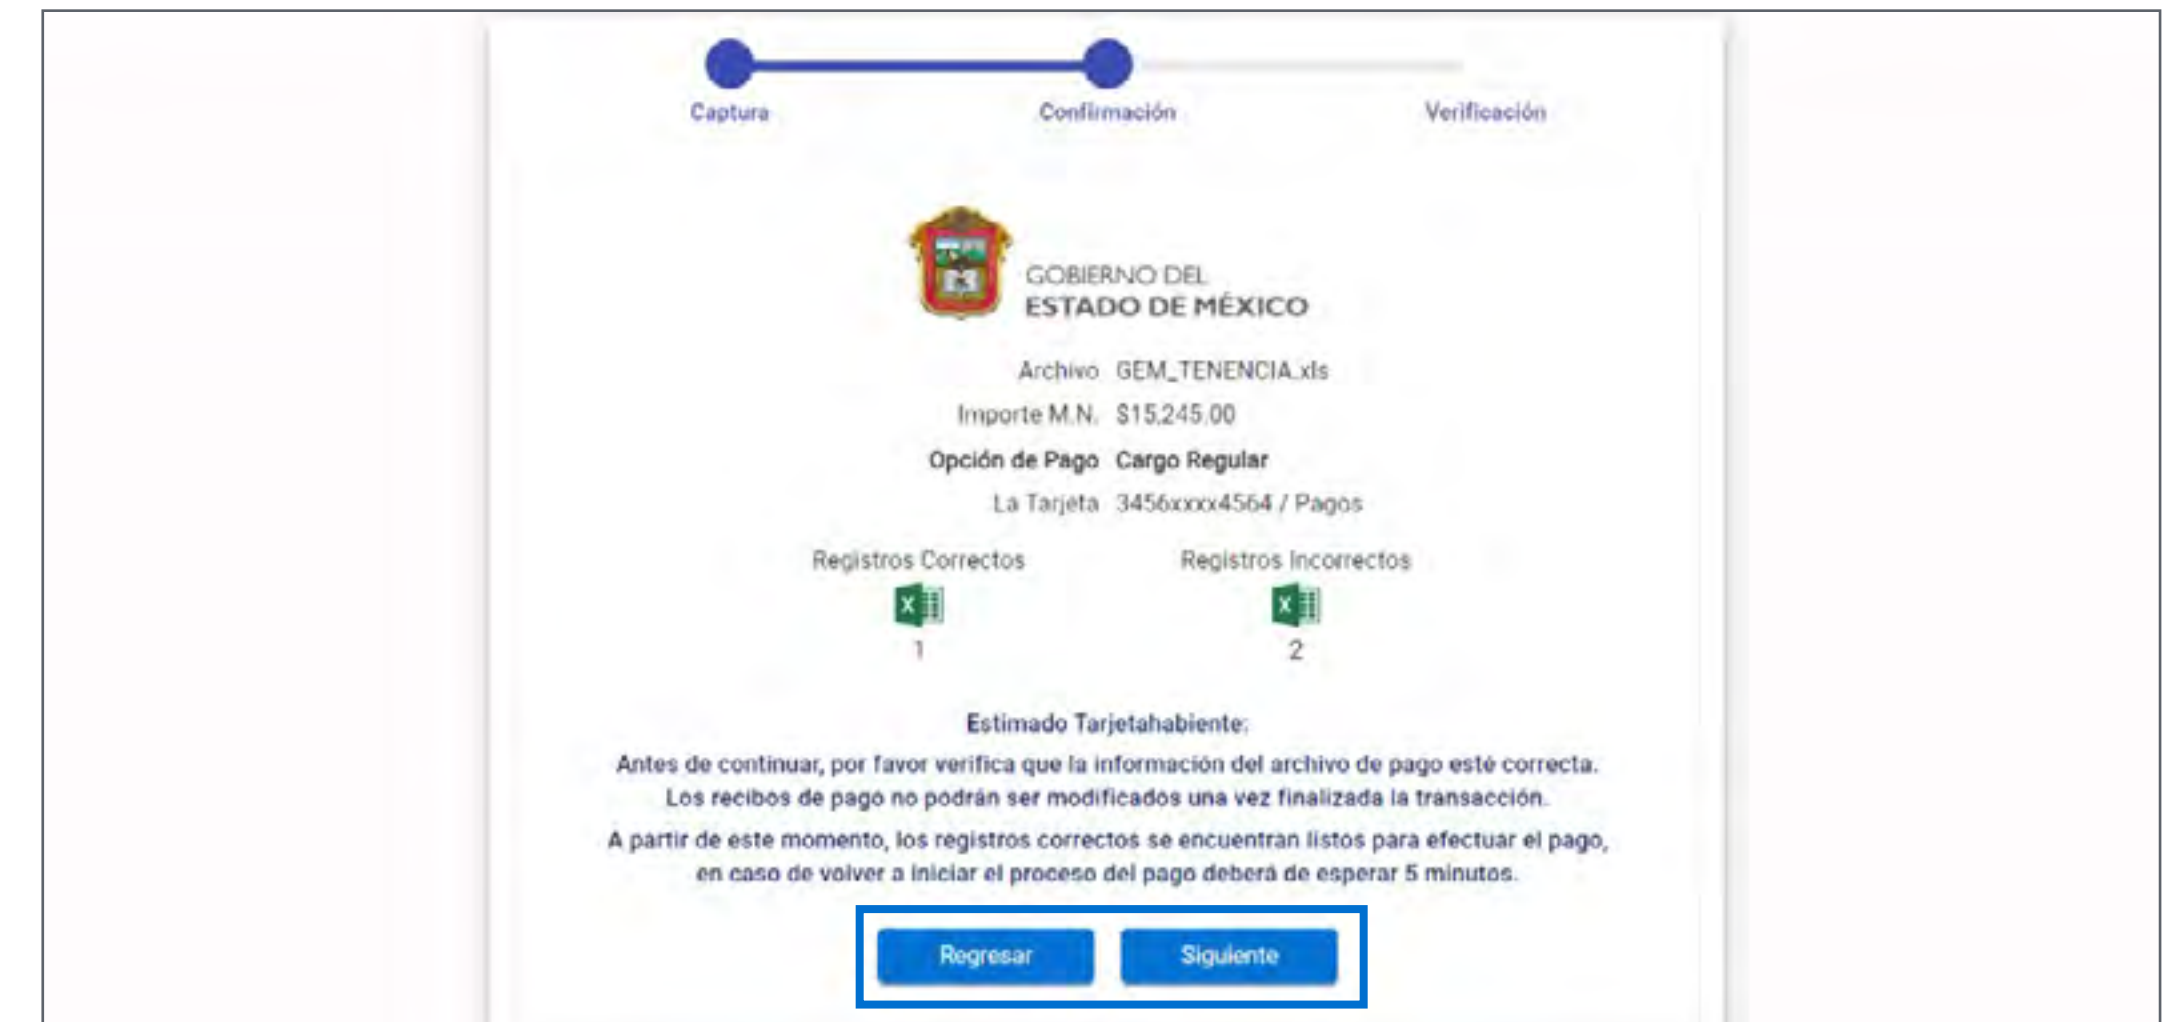 Captura Confirmación Verificación
GOBIERNO DEL
ESTADO DE MÉXICO
Archivo GEM_TENENCIA.xls
Importe M.N. $15,245.00
Opción de Pago Cargo Regular
La Tarjeta 3456xxxx4564 / Pagos
Registros Correctos Registros Incorrectos
1 2
Estimado Tarjetahabiente:
Antes de continuar, por favor verifica que la información del archivo de pago esté correcta.
Los recibos de pago no podrán ser modificados una vez finalizada la transacción.
A partir de este momento, los registros correctos se encuentran listos para efectuar el pago,
en caso de volver a iniciar el proceso del pago deberá de esperar 5 minutos.
Regresar Siguiente